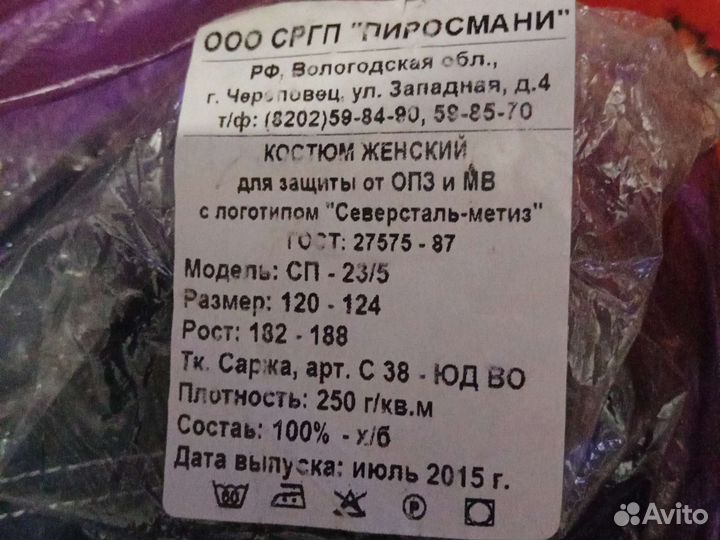 ООО СРГП "ПИРОСМАНИ"
РФ, Вологодская обл.,
г. Череповец, ул. Западная, д.4
т/ф: (8202)59-84-90, 59-85-70
КОСТЮМ ЖЕНСКИЙ
для защиты от ОПЗ и МВ
с логотипом "Северсталь-метиз"
ГОСТ: 27575 - 87
Модель: СП - 23/5
Размер: 120 - 124
Рост: 182 - 188
Тк. Саржа, арт. С 38 - ЮД ВО
Плотность: 250 г/кв.м
Состаь: 100% - х/б
Дата выпуска: июль 2015 г.
60
P
Avito